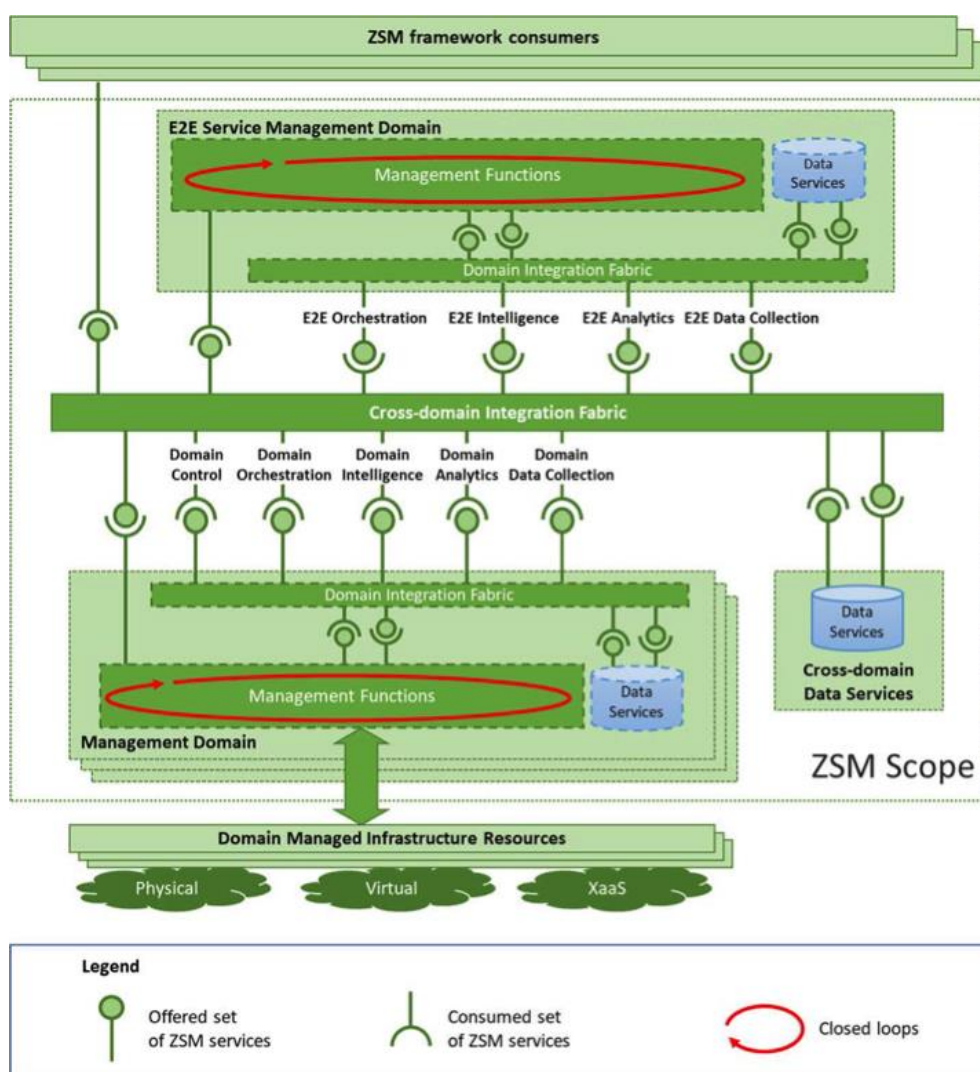 ZSM framework consumers
E2E Service Management Domain
Management Functions
Data
Services
Domain Integration Fabric
E2E Orchestration
E2E Intelligence
E2E Analytics
E2E Data Collection
Cross-domain Integration Fabric
Domain
Control
Domain
Orchestration
Domain
Intelligence
Domain
Analytics
Domain
Data Collection
Domain Integration Fabric
Management Functions
Data
Services
Management Domain
Data
Services
Cross-domain
Data Services
ZSM Scope
Domain Managed Infrastructure Resources
Physical
Virtual
XaaS
Legend
Offered set
of ZSM services
Consumed set
of ZSM services
Closed loops